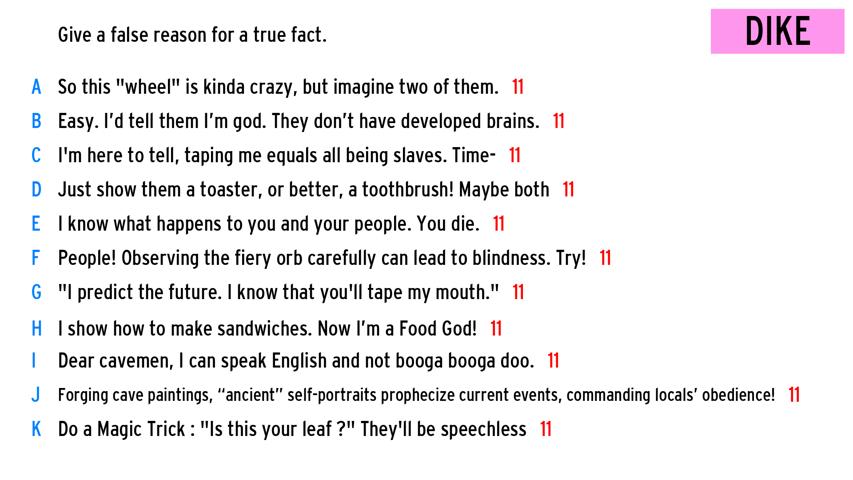 Give a false reason for a true fact.
DIKE
A So this "wheel" is kinda crazy, but imagine two of them. 11
B Easy. I’d tell them I’m god. They don’t have developed brains. 11
C I'm here to tell, taping me equals all being slaves. Time- 11
D Just show them a toaster, or better, a toothbrush! Maybe both 11
E I know what happens to you and your people. You die. 11
F People! Observing the fiery orb carefully can lead to blindness. Try! 11
G "I predict the future. I know that you'll tape my mouth." 11
H I show how to make sandwiches. Now I’m a Food God! 11
I Dear cavemen, I can speak English and not booga booga doo. 11
J Forging cave paintings, “ancient” self-portraits prophecize current events, commanding locals’ obedience! 11
K Do a Magic Trick : "Is this your leaf ?" They'll be speechless 11